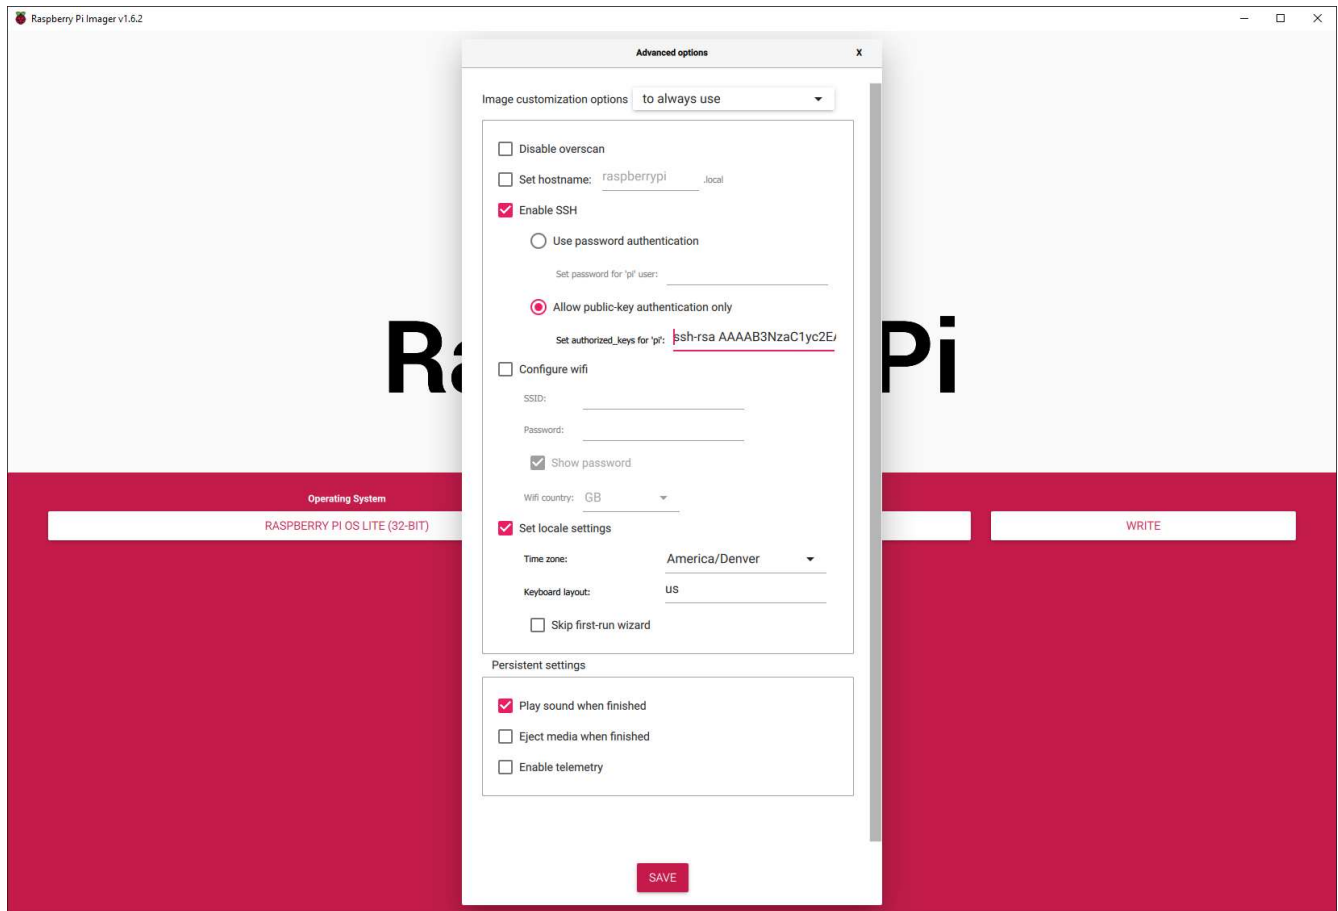 Raspberry Pi Imager v1.6.2
Advanced options
X
Image customization options to always use
Disable overscan
Set hostname: raspberrypi .local
Enable SSH
Use password authentication
Set password for 'pi' user:
Allow public-key authentication only
Set authorized_keys for 'pi': ssh-rsa AAAAB3NzaC1yc2EA
Configure wifi
SSID:
Password:
Show password
Wifi country: GB
Set locale settings
Time zone: America/Denver
Keyboard layout: us
Skip first-run wizard
Persistent settings
Play sound when finished
Eject media when finished
Enable telemetry
SAVE
Pi
Operating System
RASPBERRY PI OS LITE (32-BIT)
WRITE